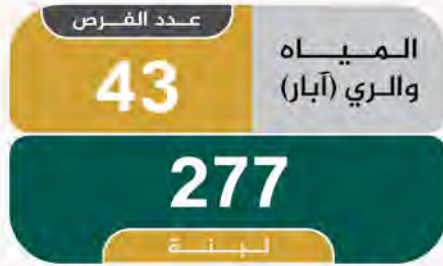 عدد الفرص
المياه
والري (آبار)
43
277
لبنة